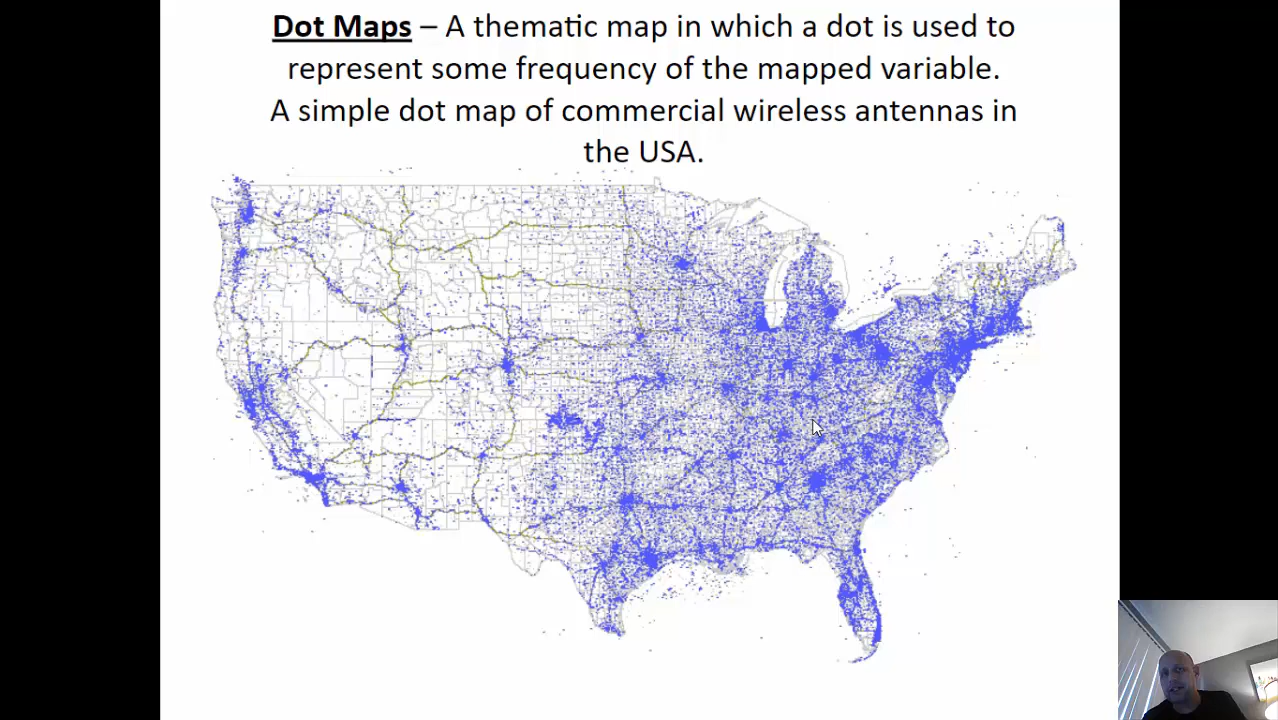 Dot Maps – A thematic map in which a dot is used to
represent some frequency of the mapped variable.
A simple dot map of commercial wireless antennas in
the USA.